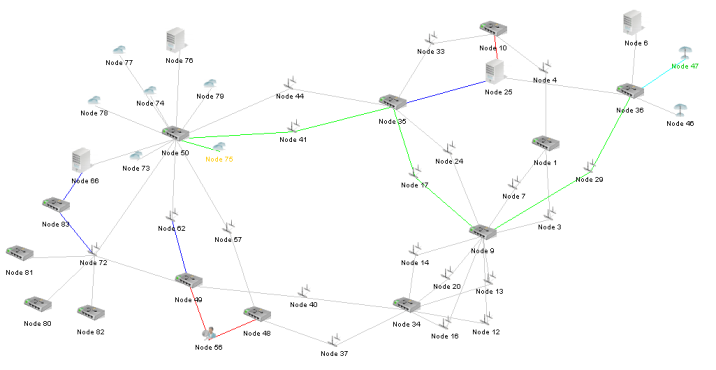 Node 6
Node 10
Node 33
Node 76
Node 77
Node 47
Node 4
Node 25
Node 79
Node 44
Node 74
Node 78
Node 36
Node 46
Node 35
Node 41
Node 50
Node 75
Node 1
Node 24
Node 73
Node 66
Node 29
Node 17
Node 7
Node 83
Node 62
Node 3
Node 57
Node 9
Node 72
Node 14
Node 81
Node 20
Node 13
Node 49
Node 40
Node 80
Node 34
Node 82
Node 48
Node 16
Node 12
Node 56
Node 37